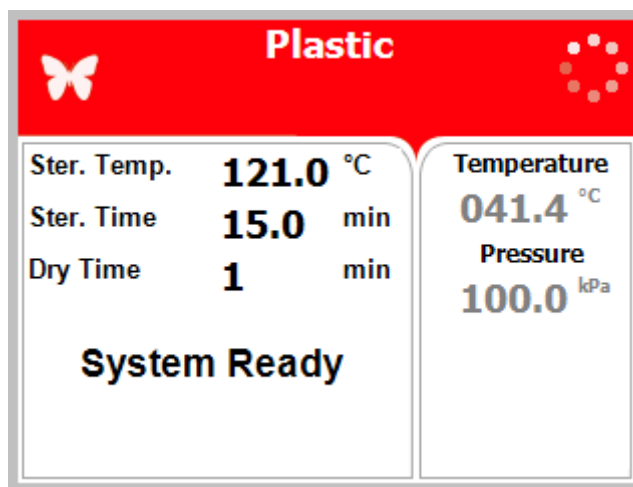 Plastic
Ster. Temp. 121.0 °C
Ster. Time 15.0 min
Dry Time 1 min
System Ready
Temperature
041.4 °C
Pressure
100.0 kPa